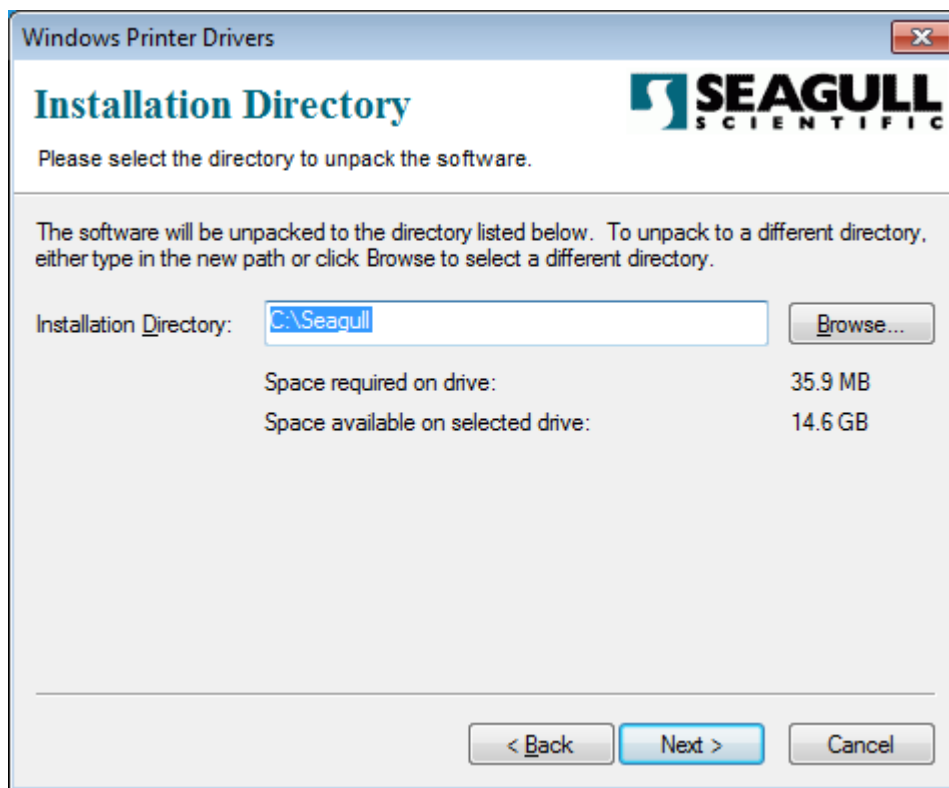 Windows Printer Drivers
Installation Directory
SEAGULL
SCIENTIFIC
Please select the directory to unpack the software.
The software will be unpacked to the directory listed below. To unpack to a different directory,
either type in the new path or click Browse to select a different directory.
Installation Directory: C:\Seagull Browse...
Space required on drive: 35.9 MB
Space available on selected drive: 14.6 GB
< Back Next > Cancel